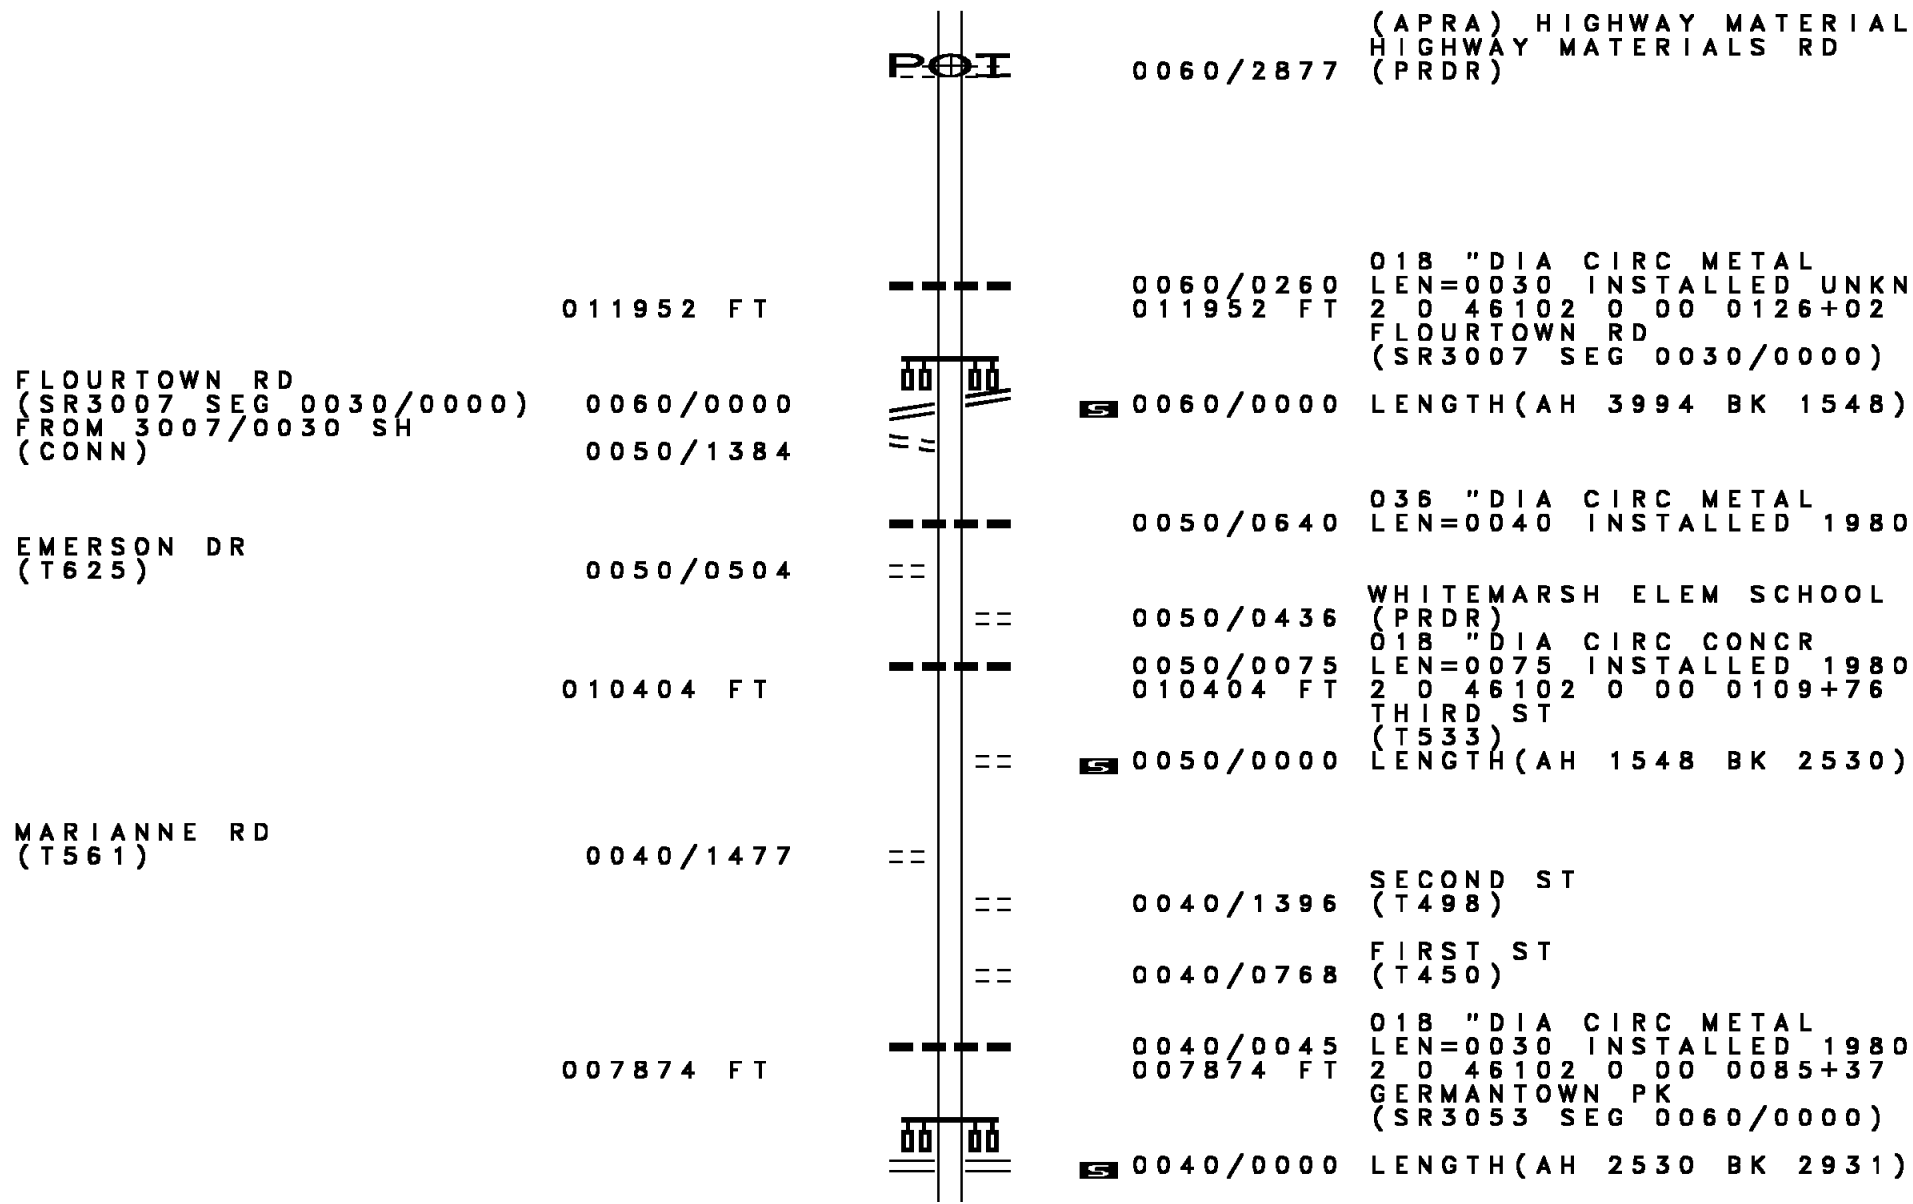 (APRA) HIGHWAY MATERIAL
HIGHWAY MATERIALS RD
POT 0060/2877 (PRDR)
018 "DIA CIRC METAL
0060/0260 LEN=0030 INSTALLED UNKN
011952 FT 011952 FT 2 0 46102 0 00 0126+02
FLOURTOWN RD
(SR3007 SEG 0030/0000)
FLOURTOWN RD
(SR3007 SEG 0030/0000) 0060/0000 S 0060/0000 LENGTH(AH 3994 BK 1548)
FROM 3007/0030 SH
(CONN) 0050/1384
036 "DIA CIRC METAL
0050/0640 LEN=0040 INSTALLED 1980
EMERSON DR
(T625) 0050/0504
WHITEMARSH ELEM SCHOOL
0050/0436 (PRDR)
018 "DIA CIRC CONCR
0050/0075 LEN=0075 INSTALLED 1980
010404 FT 010404 FT 2 0 46102 0 00 0109+76
THIRD ST
(T533)
S 0050/0000 LENGTH(AH 1548 BK 2530)
MARIANNE RD
(T561) 0040/1477
SECOND ST
0040/1396 (T498)
FIRST ST
0040/0768 (T450)
018 "DIA CIRC METAL
0040/0045 LEN=0030 INSTALLED 1980
007874 FT 007874 FT 2 0 46102 0 00 0085+37
GERMANTOWN PK
(SR3053 SEG 0060/0000)
S 0040/0000 LENGTH(AH 2530 BK 2931)